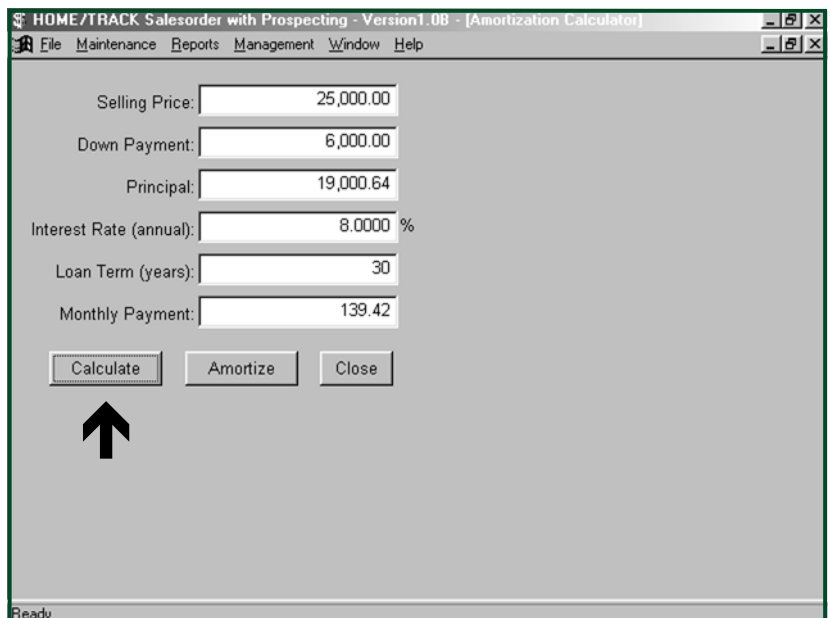 HOME/TRACK Salesorder with Prospecting - Version1.0B - [Amortization Calculator]
File Maintenance Reports Management Window Help
Selling Price: 25,000.00
Down Payment: 6,000.00
Principal: 19,000.64
Interest Rate (annual): 8.0000 %
Loan Term (years): 30
Monthly Payment: 139.42
Calculate Amortize Close
Ready